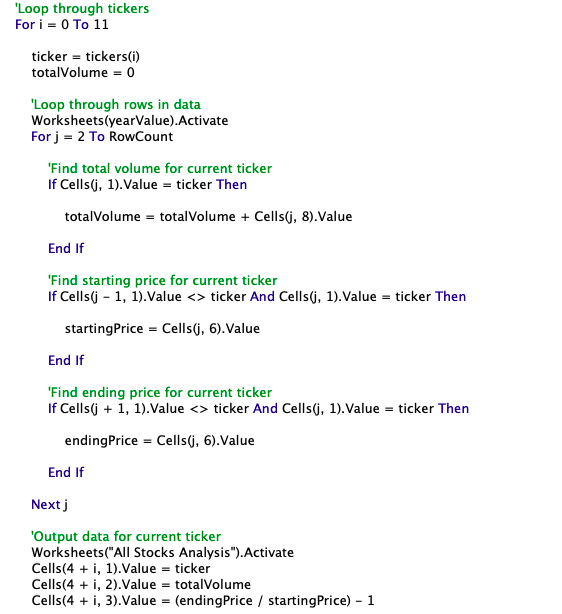 'Loop through tickers
For i = 0 To 11
ticker = tickers(i)
totalVolume = 0
'Loop through rows in data
Worksheets(yearValue).Activate
For j = 2 To RowCount
'Find total volume for current ticker
If Cells(j, 1).Value = ticker Then
totalVolume = totalVolume + Cells(j, 8).Value
End If
'Find starting price for current ticker
If Cells(j - 1, 1).Value <> ticker And Cells(j, 1).Value = ticker Then
startingPrice = Cells(j, 6).Value
End If
'Find ending price for current ticker
If Cells(j + 1, 1).Value <> ticker And Cells(j, 1).Value = ticker Then
endingPrice = Cells(j, 6).Value
End If
Next j
'Output data for current ticker
Worksheets("All Stocks Analysis").Activate
Cells(4 + i, 1).Value = ticker
Cells(4 + i, 2).Value = totalVolume
Cells(4 + i, 3).Value = (endingPrice / startingPrice) - 1